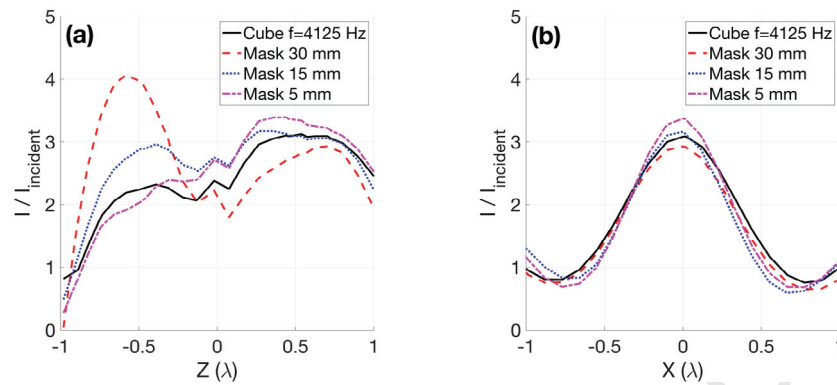 (a)
Cube f=4125 Hz
Mask 30 mm
Mask 15 mm
Mask 5 mm
5
4
3
2
1
0
I / I incident
-1
-0.5
0
0.5
1
Z (λ)
(b)
Cube f=4125 Hz
Mask 30 mm
Mask 15 mm
Mask 5 mm
5
4
3
2
1
0
I / I incident
-1
-0.5
0
0.5
1
X (λ)